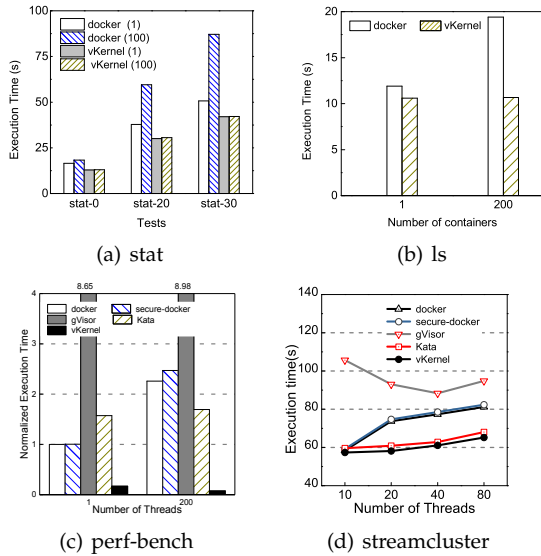 100
75
50
25
0
Execution Time (s)
docker (1)
docker (100)
vKernel (1)
vKernel (100)
stat-0 stat-20 stat-30
Tests
(a) stat
20
15
10
5
0
Execution Time (s)
docker vKernel
1 200
Number of containers
(b) ls
8.65 8.98
4
3
2
1
0
Normalized Execution Time
docker secure-docker
gVisor Kata
vKernel
1 200
Number of Threads
(c) perf-bench
140
120
100
80
60
40
Execution time(s)
docker
secure-docker
gVisor
Kata
vKernel
10 20 40 80
Number of Threads
(d) streamcluster